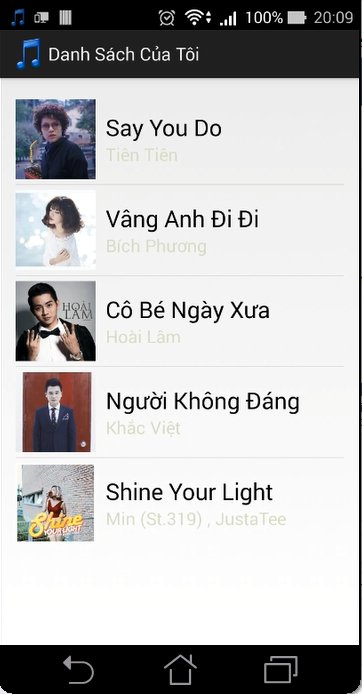 100% 20:09
Danh Sách Của Tôi
Say You Do
Tiên Tiên
Vâng Anh Đi Đi
Bích Phương
HOÀI LÂM
Cô Bé Ngày Xưa
Hoài Lâm
Người Không Đáng
Khắc Việt
Shine YOUR LIGHT
Shine Your Light
Min (St.319) , JustaTee